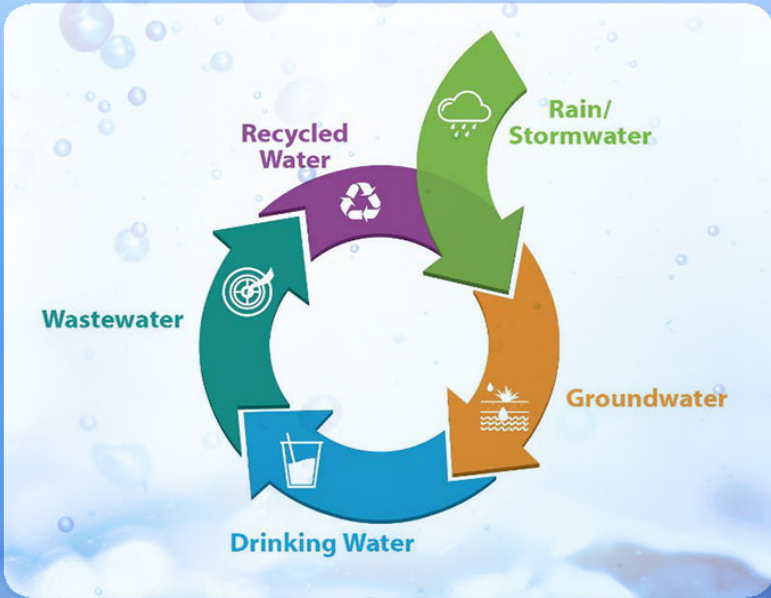 Rain/
Stormwater
Recycled
Water
Wastewater
Groundwater
Drinking Water